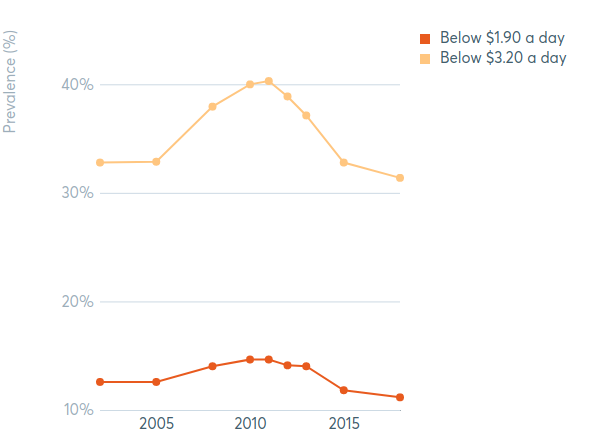 Prevalence (%)
Below $1.90 a day
Below $3.20 a day
40%
30%
20%
10%
2005 2010 2015